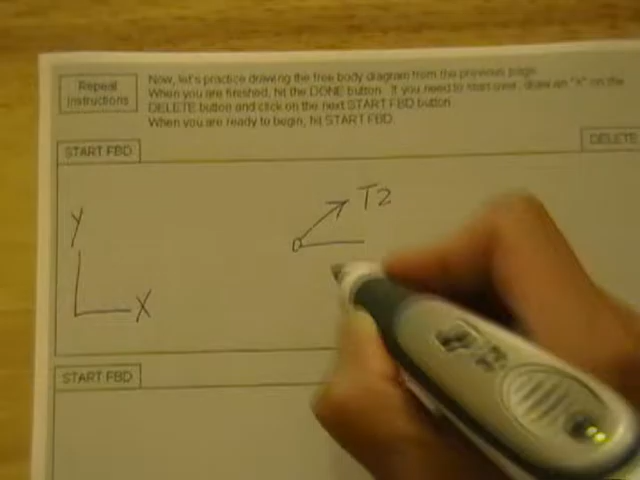 Repeat
Instructions
Now, let's practice drawing the free body diagram from the previous page.
When you are finished, hit the DONE button. If you need to start over, draw an "x" on the
DELETE button and click on the next START FBD button.
When you are ready to begin, hit START FBD.
START FBD
DELETE
Y
T2
X
START FBD